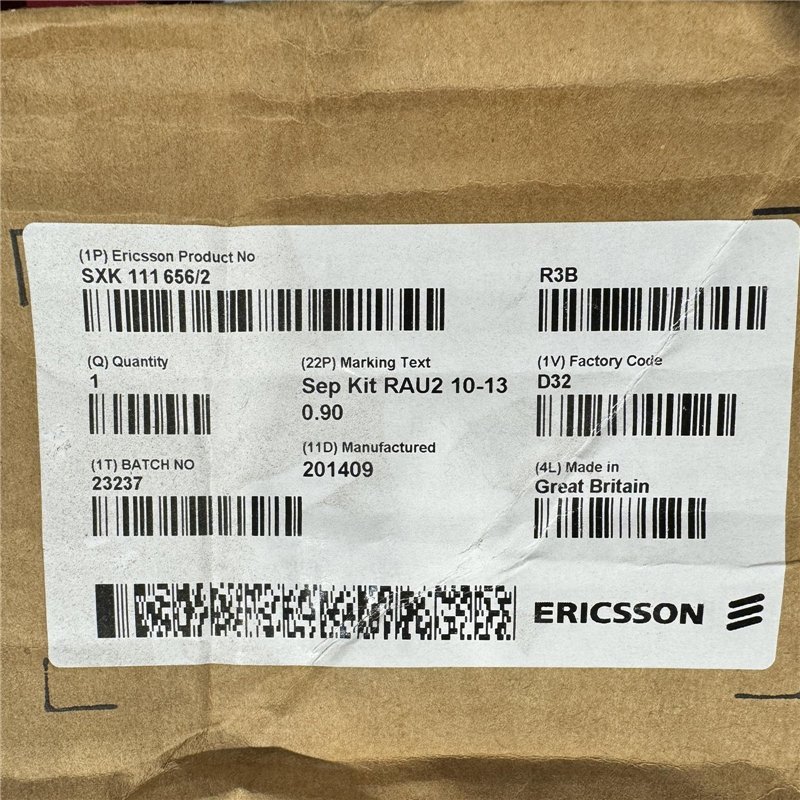 (1P) Ericsson Product No
SXK 111 656/2
R3B
(Q) Quantity
1
(22P) Marking Text
Sep Kit RAU2 10-13
0.90
(1V) Factory Code
D32
(1T) BATCH NO
23237
(11D) Manufactured
201409
(4L) Made in
Great Britain
ERICSSON